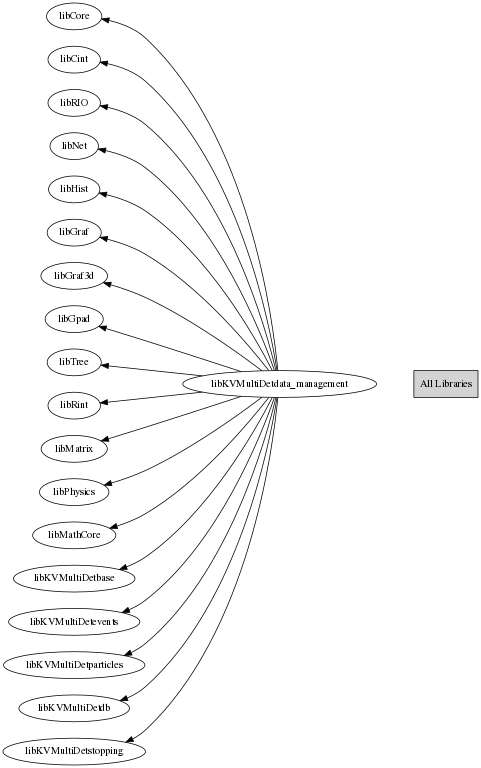 libCore
libCint
libRIO
libNet
libHist
libGraf
libGraf3d
libGpad
libTree
libKVMultiDetdata_management
All Libraries
libRint
libMatrix
libPhysics
libMathCore
libKVMultiDetbase
libKVMultiDetevents
libKVMultiDetparticles
libKVMultiDetdb
libKVMultiDetstopping